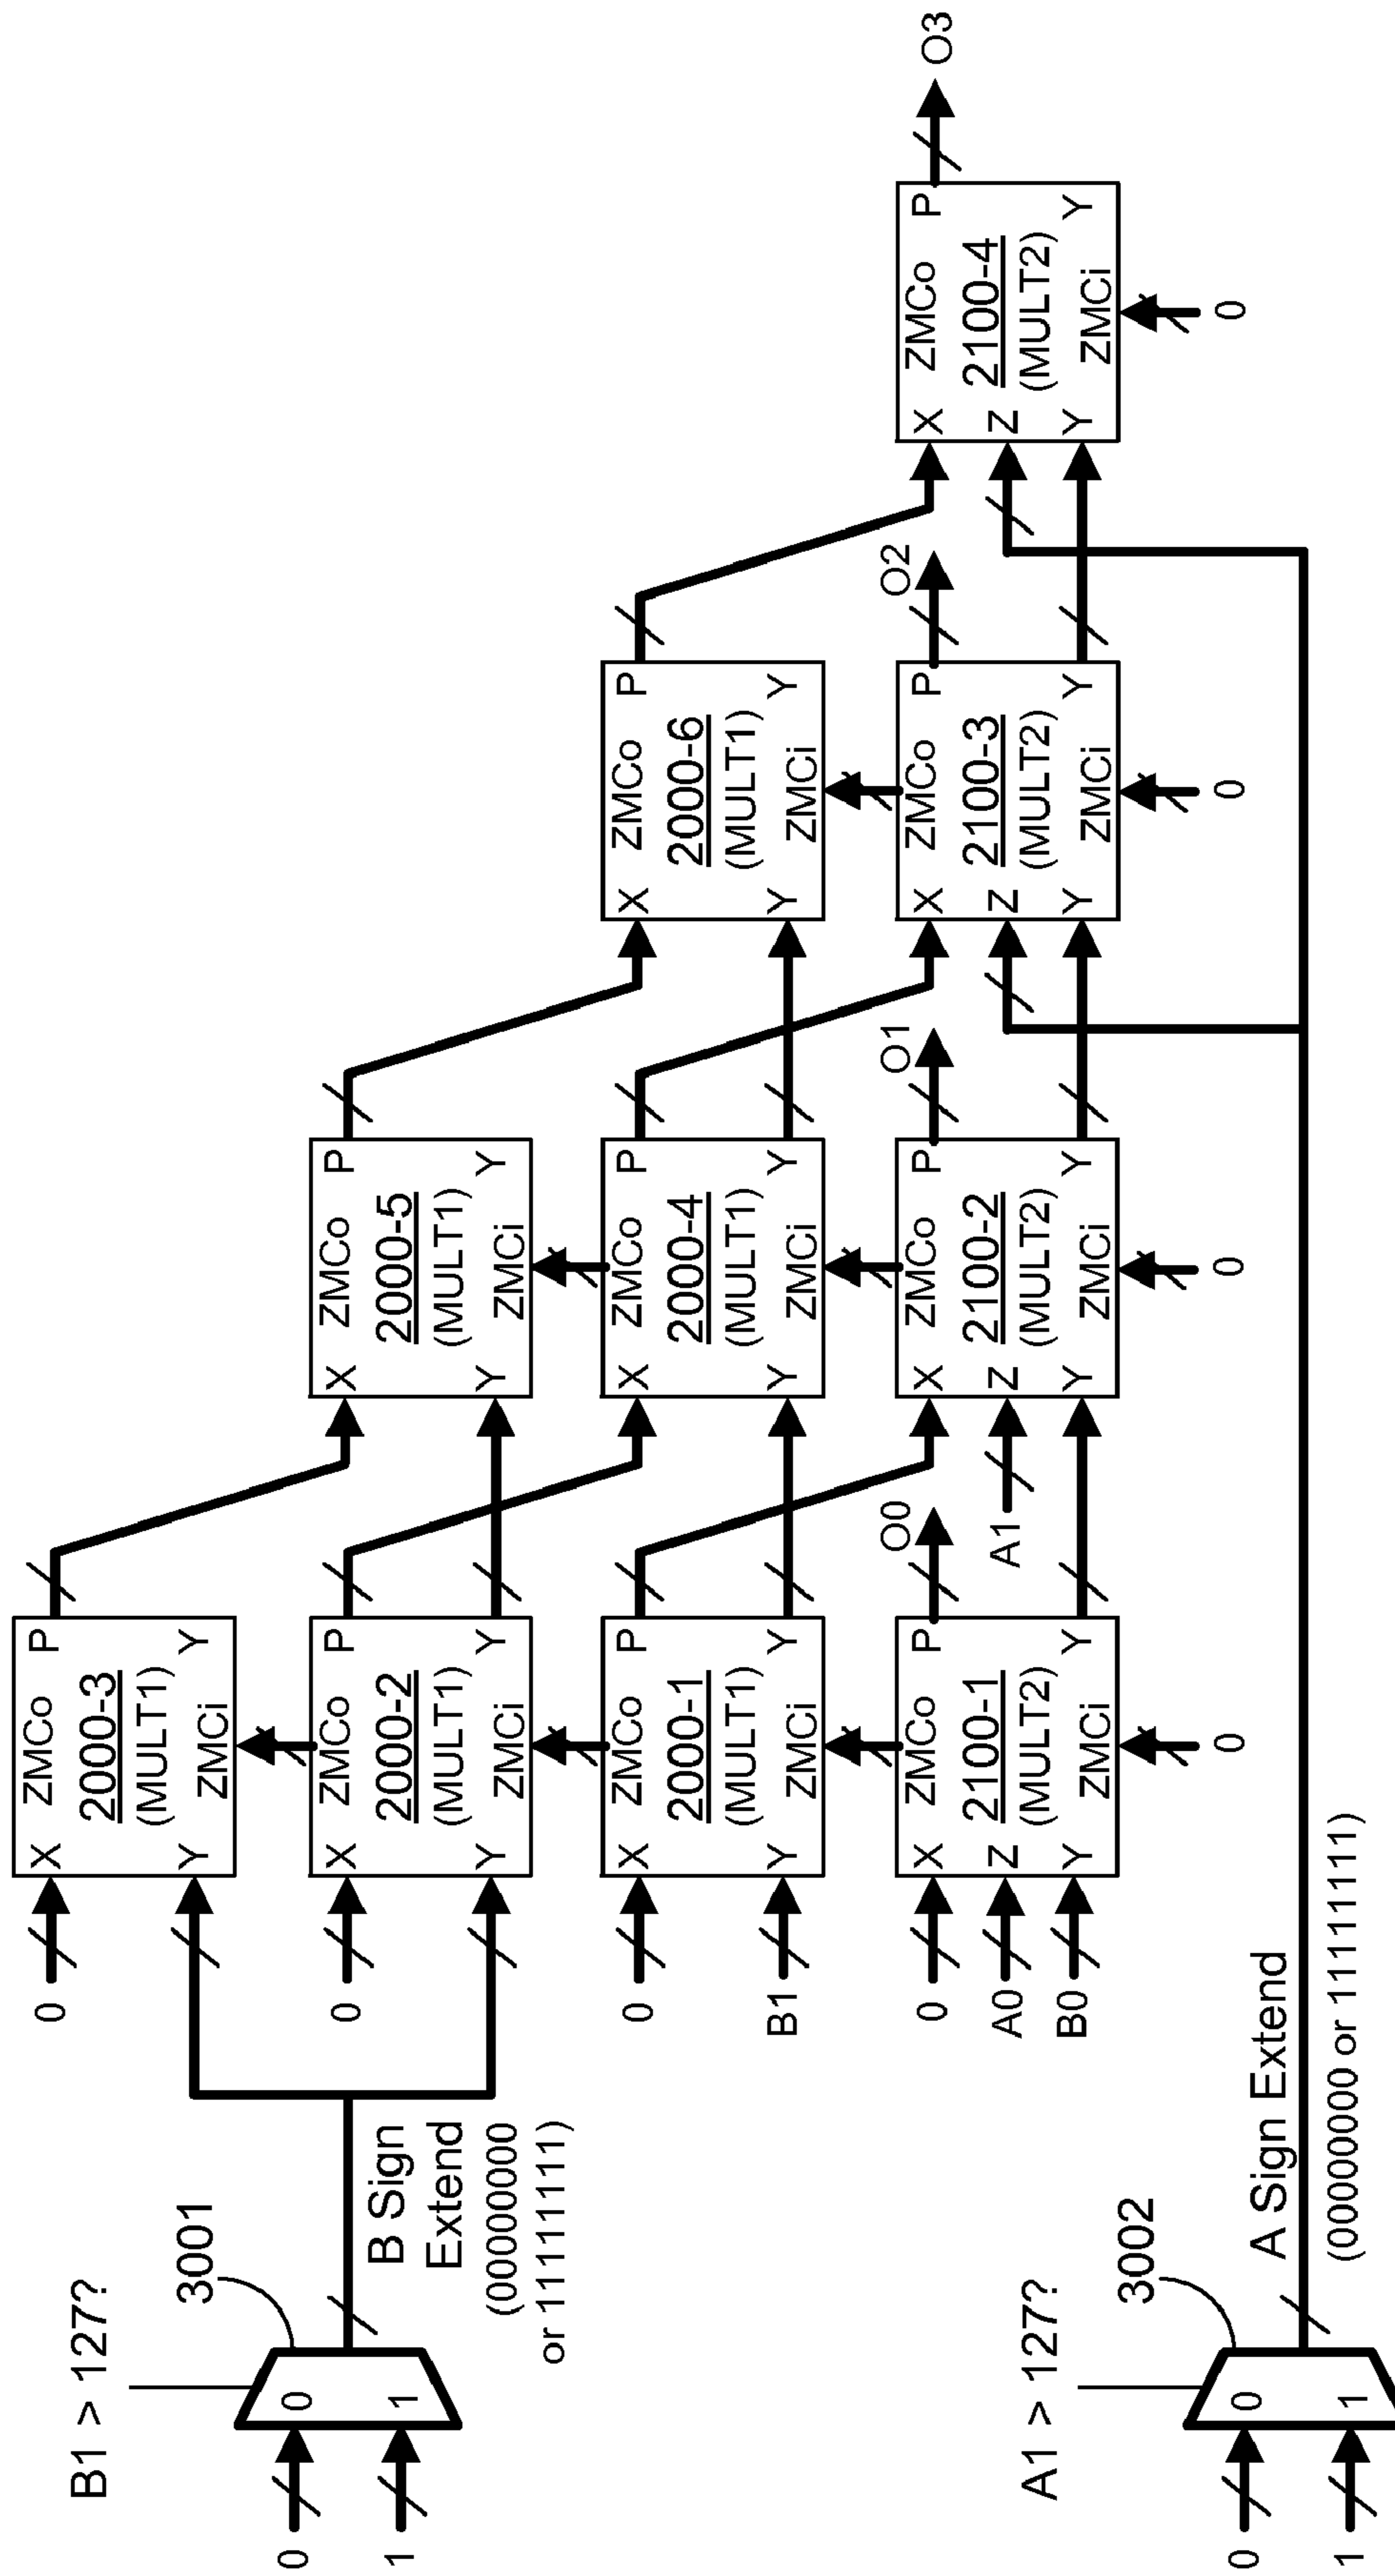 B1 > 127?
0
1
0
1
3001
B Sign
Extend
(00000000
or 11111111)
0
X
ZMCo
P
2000-3
(MULT1)
Y
ZMCi
Y
0
X
ZMCo
P
2000-2
(MULT1)
Y
ZMCi
Y
0
B1
X
ZMCo
P
2000-1
(MULT1)
Y
ZMCi
Y
0
A0
B0
X
ZMCo
P
Z
2100-1
(MULT2)
Y
ZMCi
Y
0
O0
X
ZMCo
P
2000-5
(MULT1)
Y
ZMCi
Y
X
ZMCo
P
2000-4
(MULT1)
Y
ZMCi
Y
A1
X
ZMCo
P
Z
2100-2
(MULT2)
Y
ZMCi
Y
0
O1
X
ZMCo
P
2000-6
(MULT1)
Y
ZMCi
Y
X
ZMCo
P
Z
2100-3
(MULT2)
Y
ZMCi
Y
0
O2
X
ZMCo
P
Z
2100-4
(MULT2)
Y
ZMCi
Y
0
O3
A1 > 127?
0
1
0
1
3002
A Sign Extend
(00000000 or 11111111)